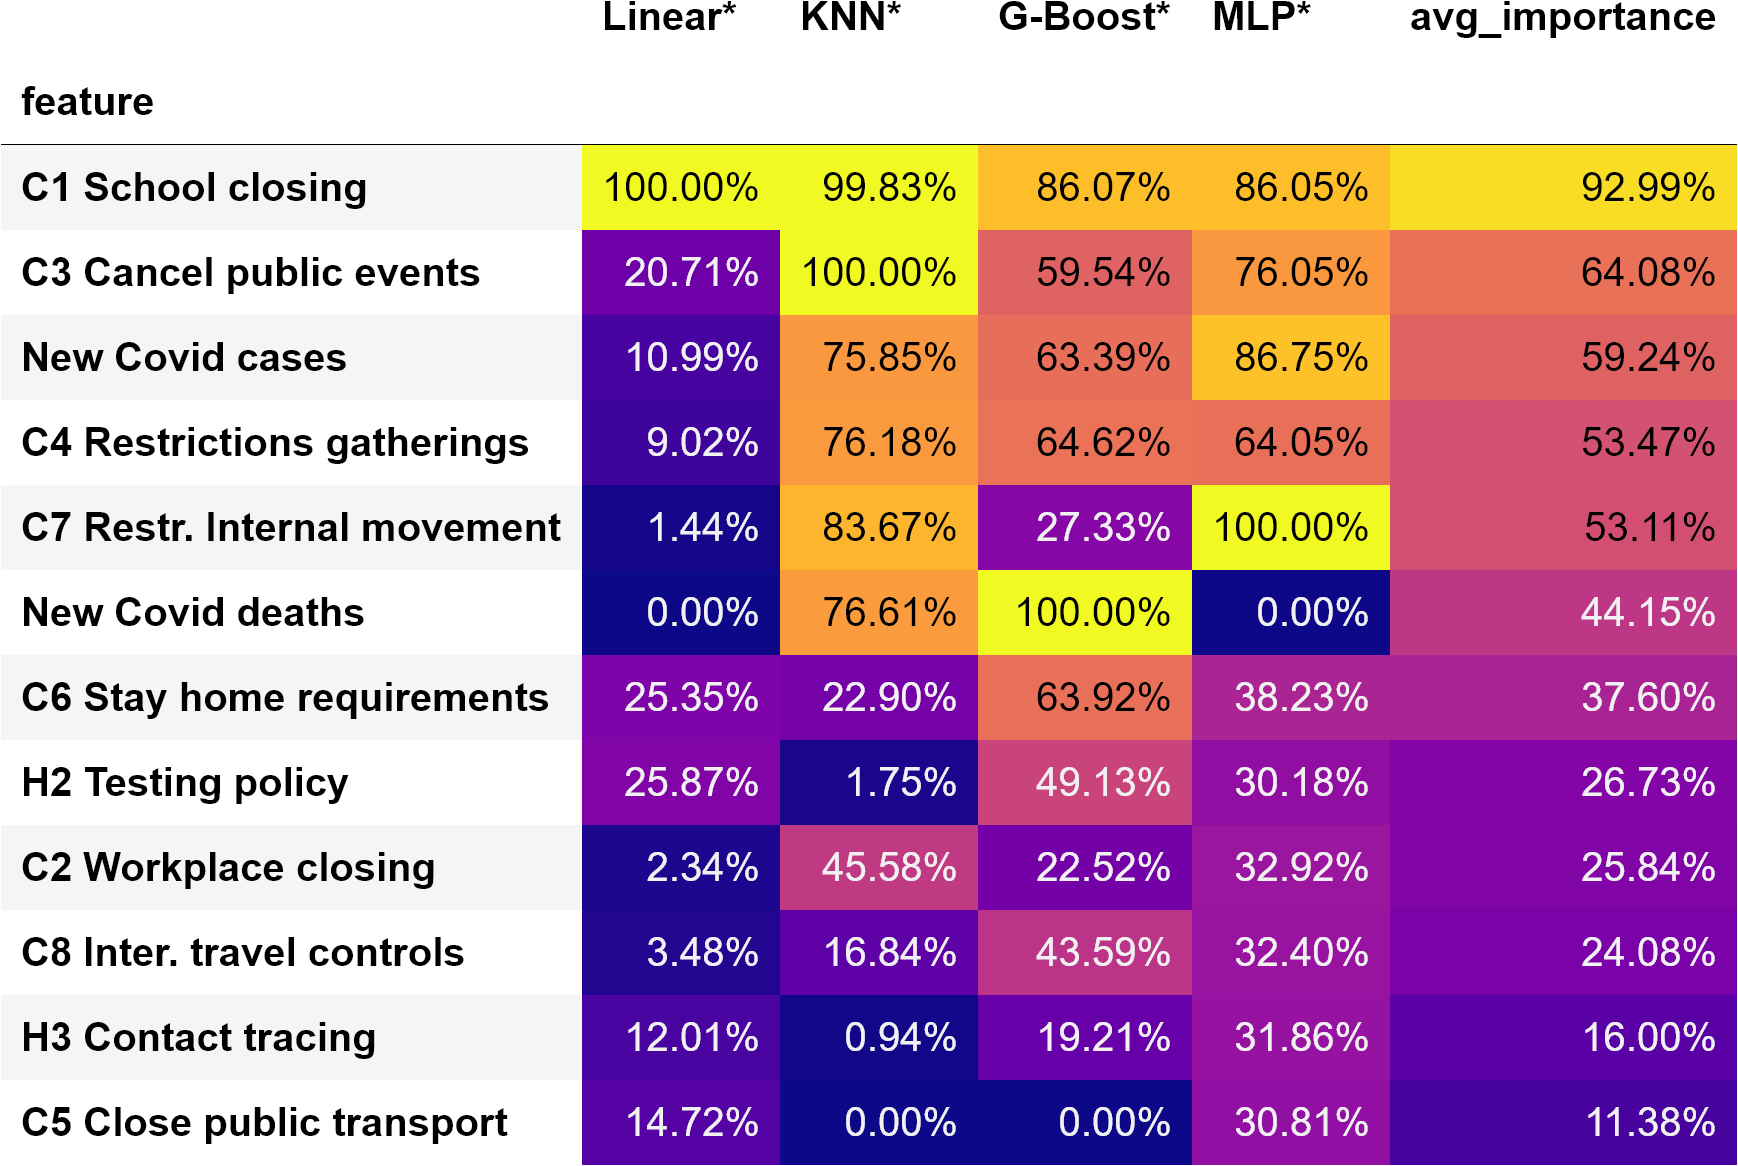 Linear* KNN* G-Boost* MLP* avg_importance
feature
C1 School closing 100.00% 99.83% 86.07% 86.05% 92.99%
C3 Cancel public events 20.71% 100.00% 59.54% 76.05% 64.08%
New Covid cases 10.99% 75.85% 63.39% 86.75% 59.24%
C4 Restrictions gatherings 9.02% 76.18% 64.62% 64.05% 53.47%
C7 Restr. Internal movement 1.44% 83.67% 27.33% 100.00% 53.11%
New Covid deaths 0.00% 76.61% 100.00% 0.00% 44.15%
C6 Stay home requirements 25.35% 22.90% 63.92% 38.23% 37.60%
H2 Testing policy 25.87% 1.75% 49.13% 30.18% 26.73%
C2 Workplace closing 2.34% 45.58% 22.52% 32.92% 25.84%
C8 Inter. travel controls 3.48% 16.84% 43.59% 32.40% 24.08%
H3 Contact tracing 12.01% 0.94% 19.21% 31.86% 16.00%
C5 Close public transport 14.72% 0.00% 0.00% 30.81% 11.38%